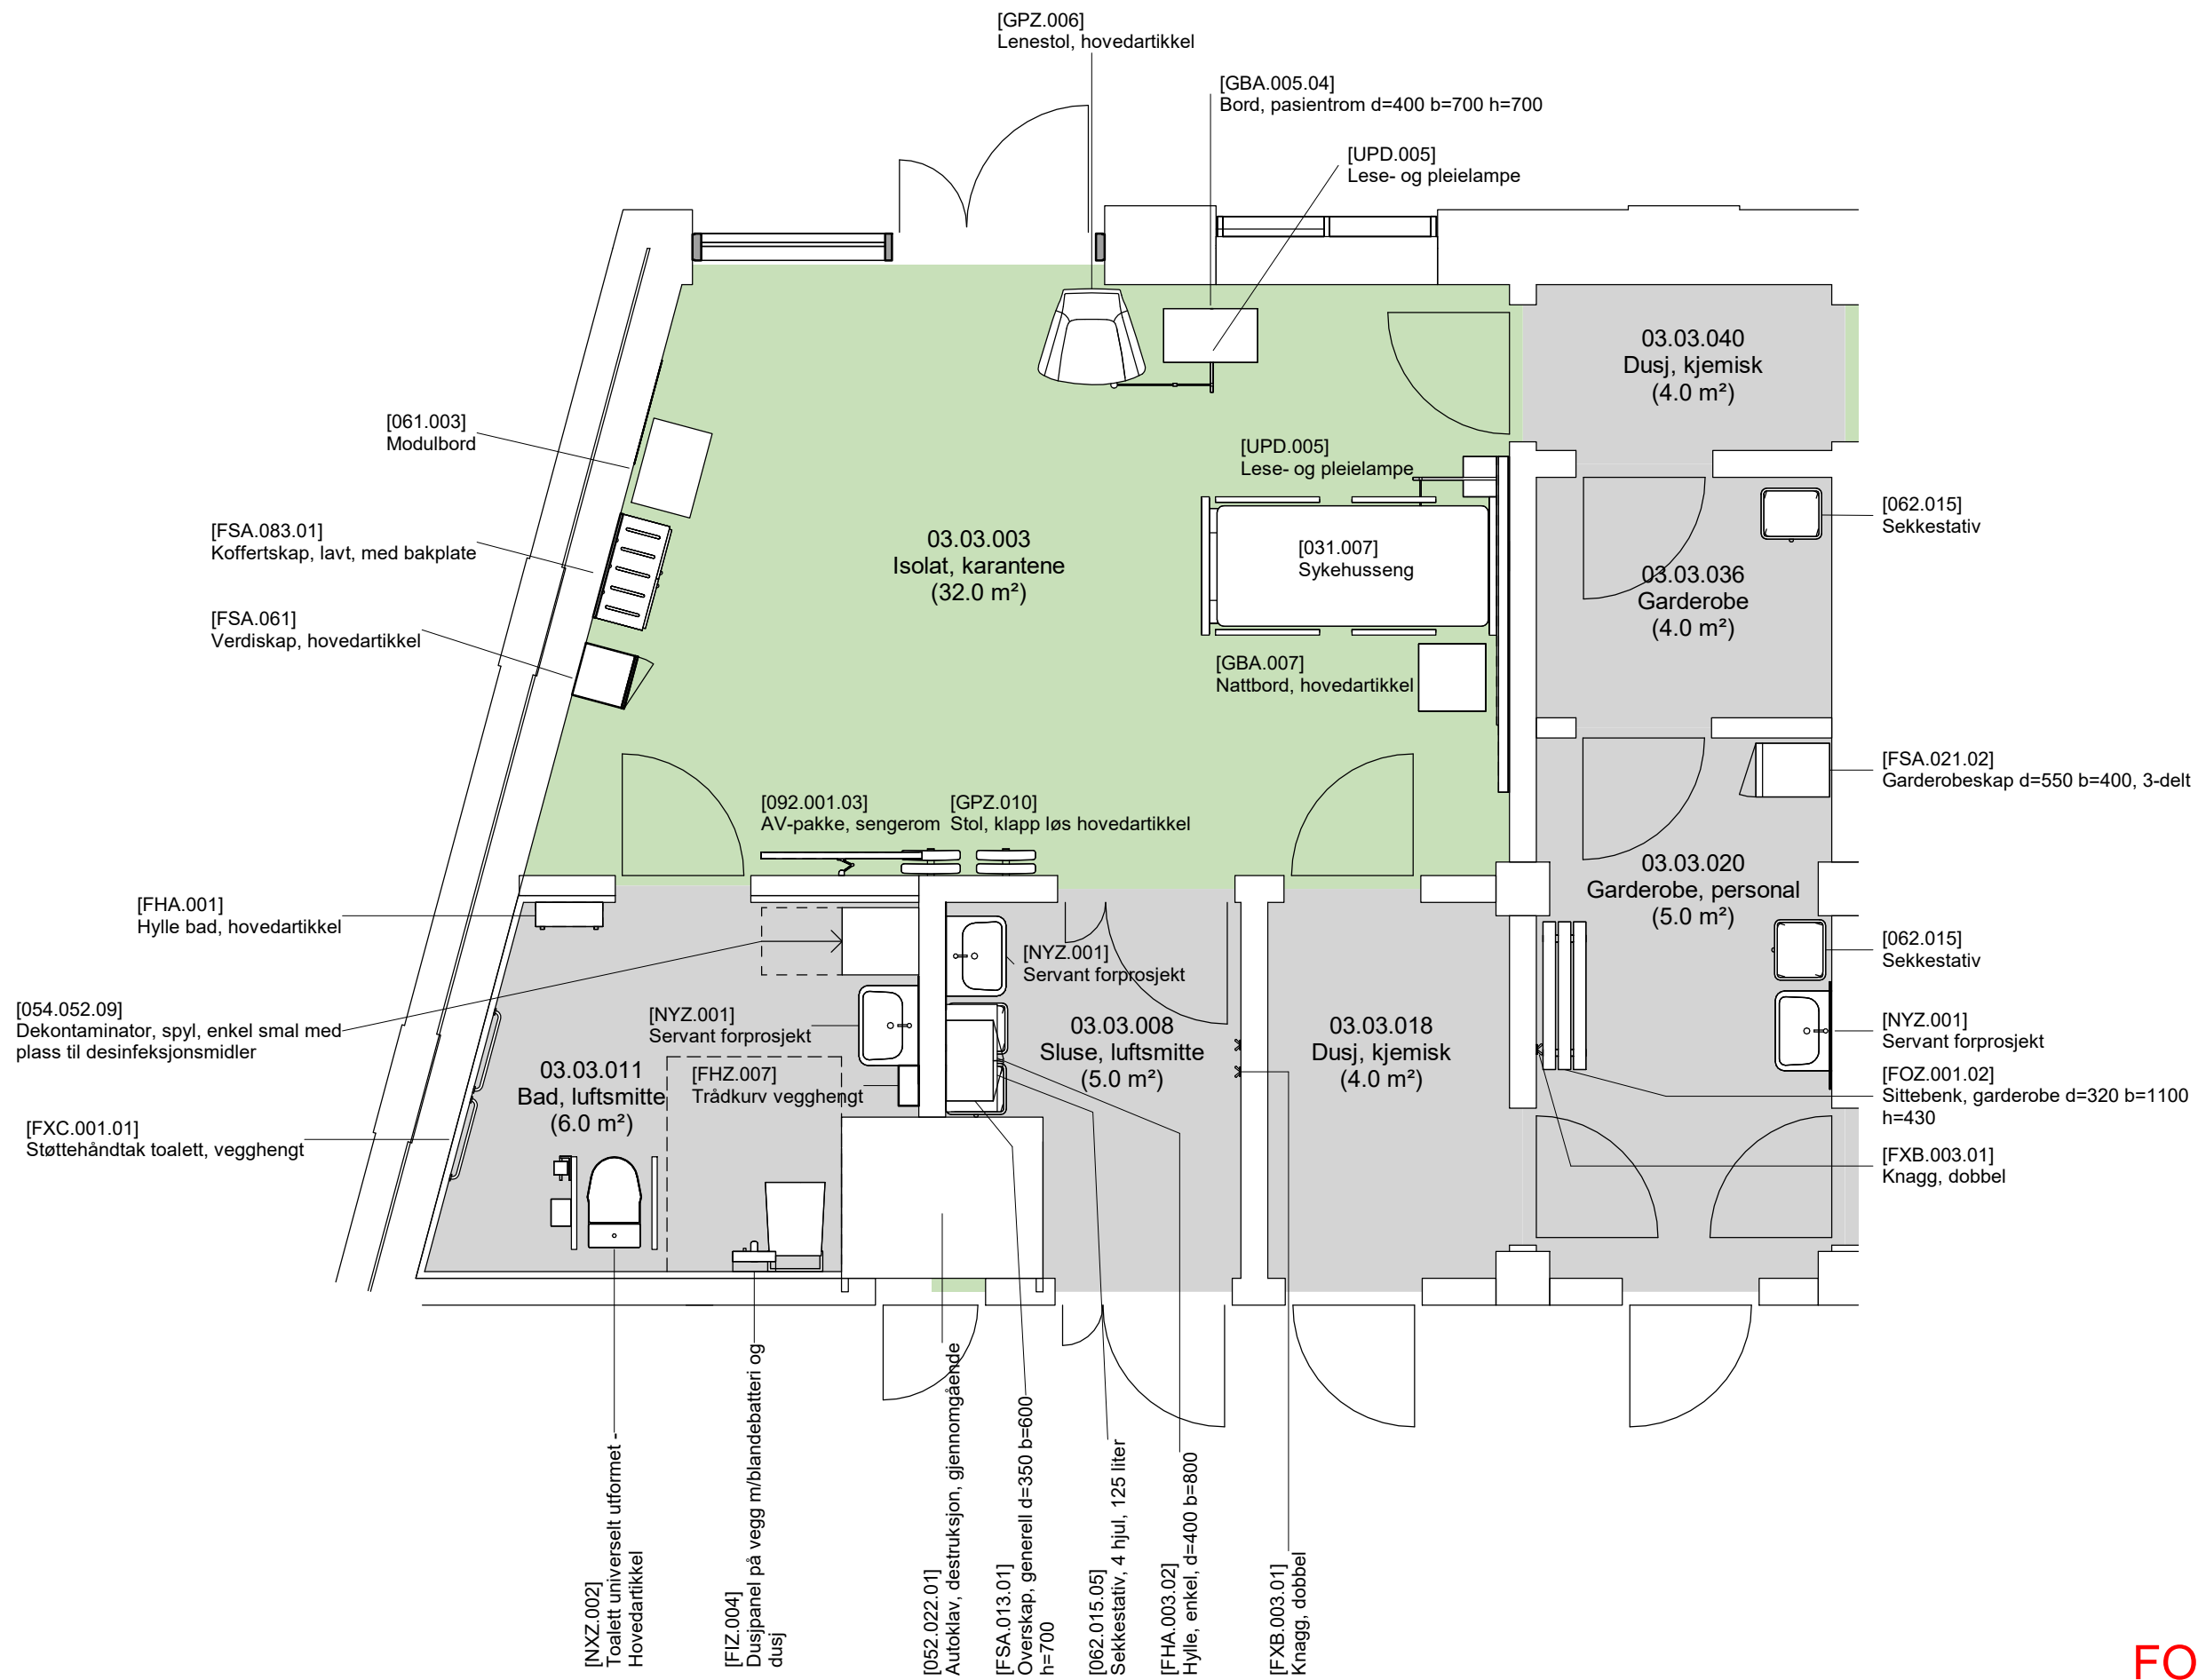 [GPZ.006]
Lenestol, hovedartikkel
[GBA.005.04]
Bord, pasientrom d=400 b=700 h=700
[UPD.005]
Lese- og pleielampe
03.03.040
Dusj, kjemisk
(4.0 m²)
[061.003]
Modulbord
[UPD.005]
Lese- og pleielampe
[062.015]
Sekkestativ
[FSA.083.01]
Koffertskap, lavt, med bakplate
03.03.003
Isolat, karantene
(32.0 m²)
[031.007]
Sykehusseng
03.03.036
Garderobe
(4.0 m²)
[FSA.061]
Verdiskap, hovedartikkel
[GBA.007]
Nattbord, hovedartikkel
[FSA.021.02]
Garderobeskap d=550 b=400, 3-delt
[092.001.03]
AV-pakke, sengerom
[GPZ.010]
Stol, klapp løs hovedartikkel
03.03.020
Garderobe, personal
(5.0 m²)
[FHA.001]
Hylle bad, hovedartikkel
[NYZ.001]
Servant forprosjekt
[062.015]
Sekkestativ
[054.052.09]
Dekontaminator, spyl, enkel smal med
plass til desinfeksjonsmidler
[NYZ.001]
Servant forprosjekt
03.03.008
Sluse, luftsmitte
(5.0 m²)
03.03.018
Dusj, kjemisk
(4.0 m²)
[NYZ.001]
Servant forprosjekt
03.03.011
Bad, luftsmitte
(6.0 m²)
[FHZ.007]
Trådkurv vegghengt
[FOZ.001.02]
Sittebenk, garderobe d=320 b=1100
h=430
[FXC.001.01]
Støttehåndtak toalett, vegghengt
[FXB.003.01]
Knagg, dobbel
[NXZ.002]
Toalett universelt utformet -
Hovedartikkel
[FIZ.004]
Dusjpanel på vegg m/blandebatteri og
dusj
[052.022.01]
Autoklav, destruksjon, gjennomgående
[FSA.013.01]
Overskap, generell d=350 b=600
h=700
[062.015.05]
Sekkestativ, 4 hjul, 125 liter
[FHA.003.02]
Hylle, enkel, d=400 b=800
[FXB.003.01]
Knagg, dobbel
FO